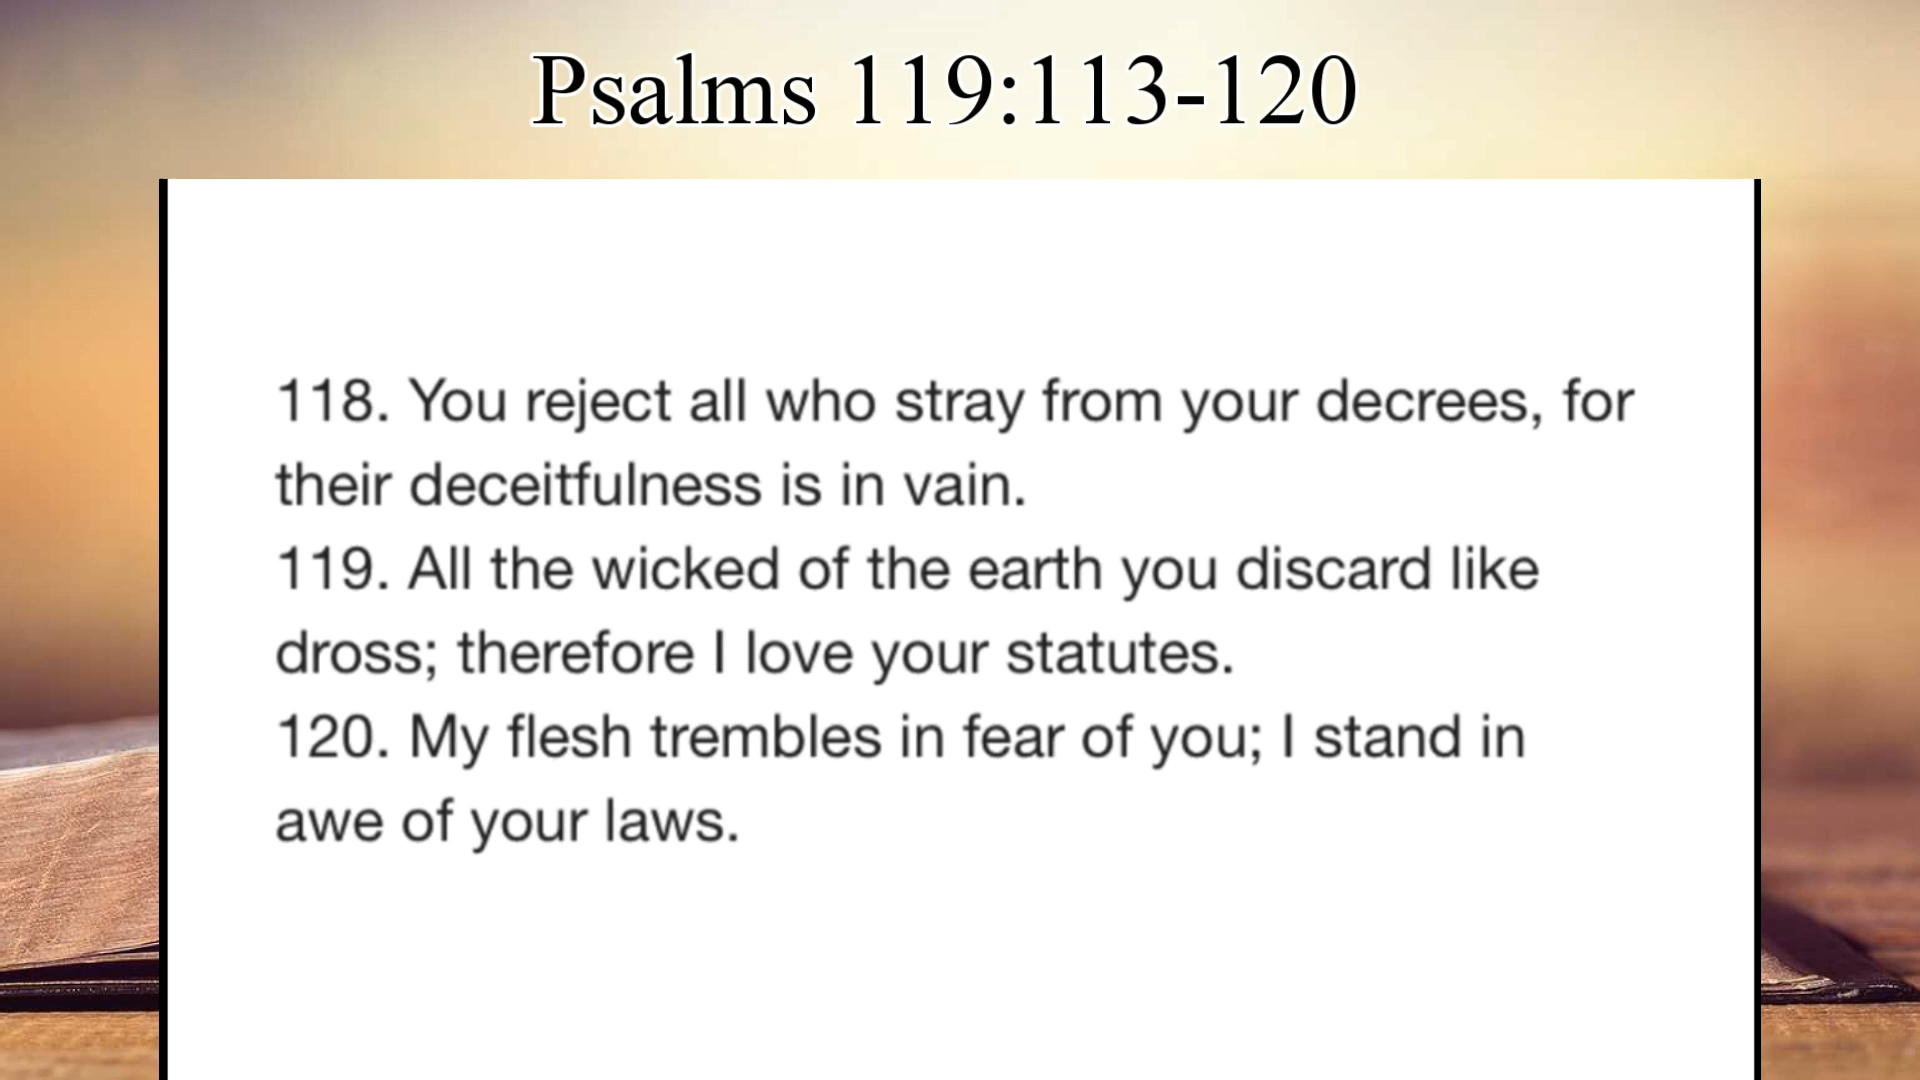 Psalms 119:113-120
118. You reject all who stray from your decrees, for
their deceitfulness is in vain.
119. All the wicked of the earth you discard like
dross; therefore I love your statutes.
120. My flesh trembles in fear of you; I stand in
awe of your laws.